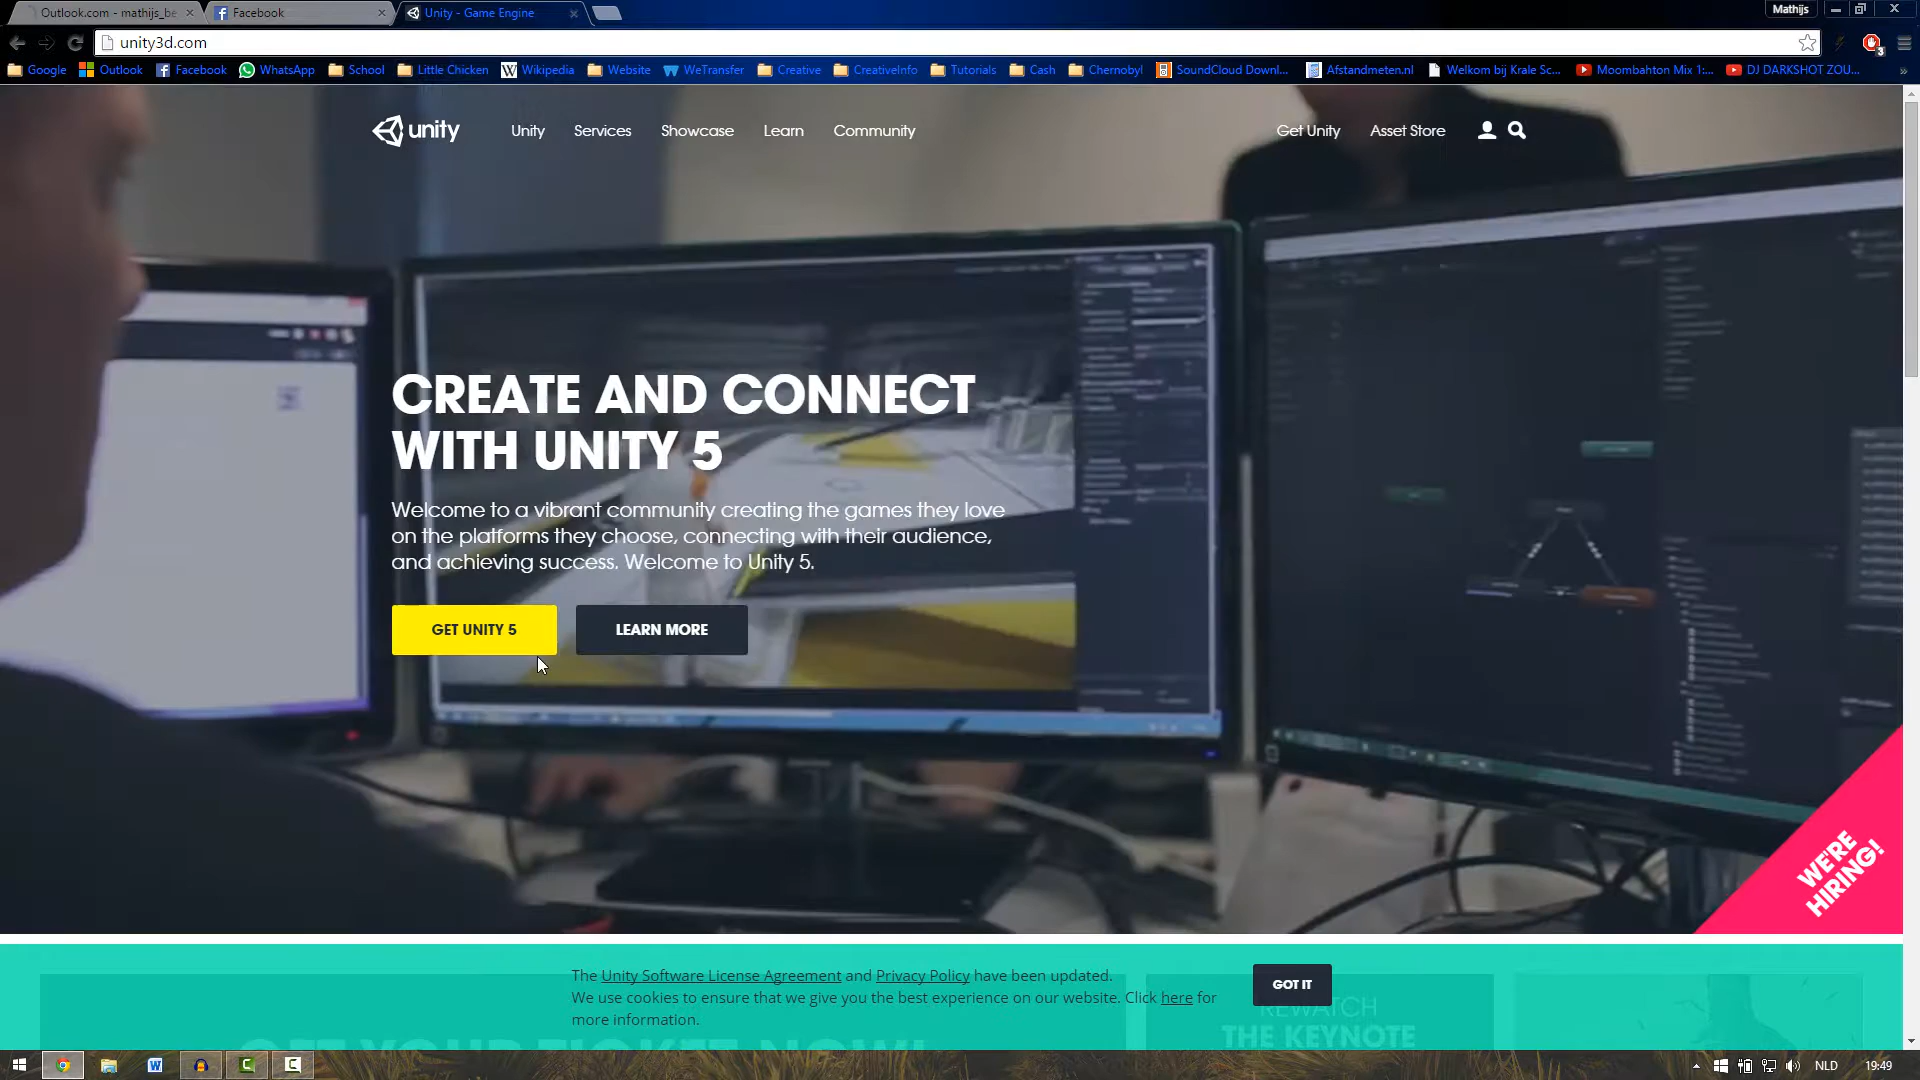 Outlook.com - mathijs_be
Facebook
Unity - Game Engine
Mathijs
unity3d.com
3
Google
Outlook
Facebook
WhatsApp
School
Little Chicken
Wikipedia
Website
WeTransfer
Creative
CreativeInfo
Tutorials
Cash
Chernobyl
SoundCloud Downl...
Afstandmeten.nl
Welkom bij Krale Sc...
Moombahton Mix 1:...
DJ DARKSHOT ZOU...
unity
Unity
Services
Showcase
Learn
Community
Get Unity
Asset Store
CREATE AND CONNECT
WITH UNITY 5
Welcome to a vibrant community creating the games they love
on the platforms they choose, connecting with their audience,
and achieving success. Welcome to Unity 5.
GET UNITY 5
LEARN MORE
WE'RE
HIRING!
The Unity Software License Agreement and Privacy Policy have been updated.
We use cookies to ensure that we give you the best experience on our website. Click here for
more information.
GOT IT
REWATCH
THE KEYNOTE
GET YOUR TICKET NOW!
NLD
19:49